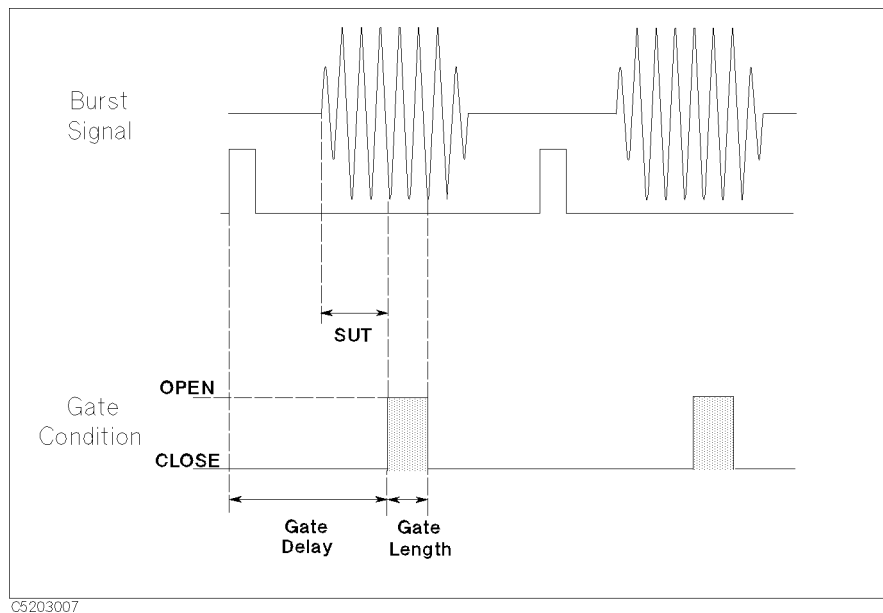 Burst
Signal
SUT
OPEN
Gate
Condition
CLOSE
Gate
Delay
Gate
Length
C5203007